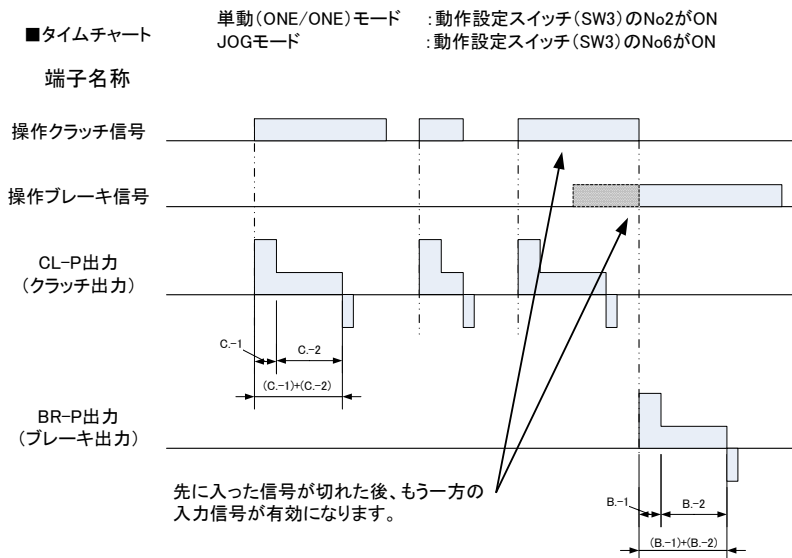 ■タイムチャート
単動(ONE/ONE)モード :動作設定スイッチ(SW3)のNo2がON
JOGモード :動作設定スイッチ(SW3)のNo6がON
端子名称
操作クラッチ信号
操作ブレーキ信号
CL-P出力
(クラッチ出力)
C.-1
C.-2
(C.-1)+(C.-2)
BR-P出力
(ブレーキ出力)
先に入った信号が切れた後、もう一方の
入力信号が有効になります。
B.-1
B.-2
(B.-1)+(B.-2)